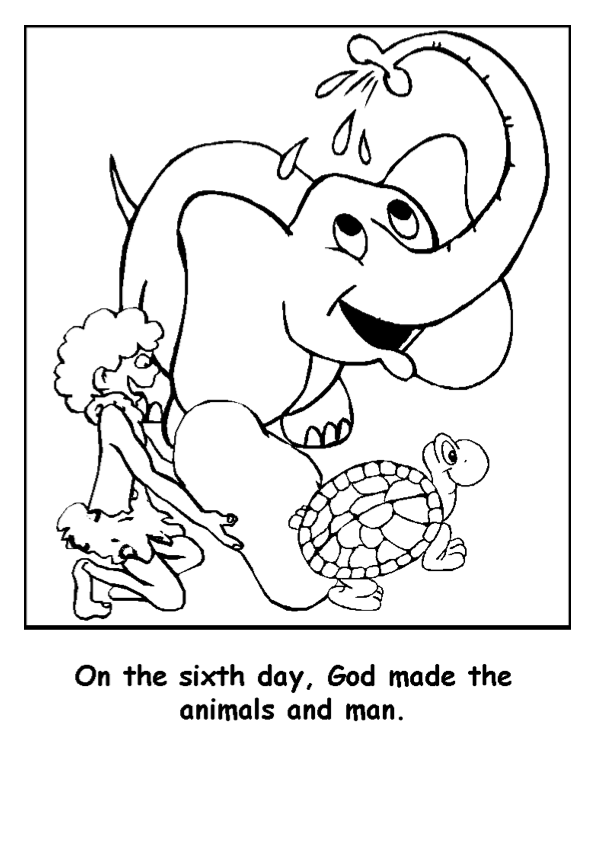 On the sixth day, God made the
animals and man.